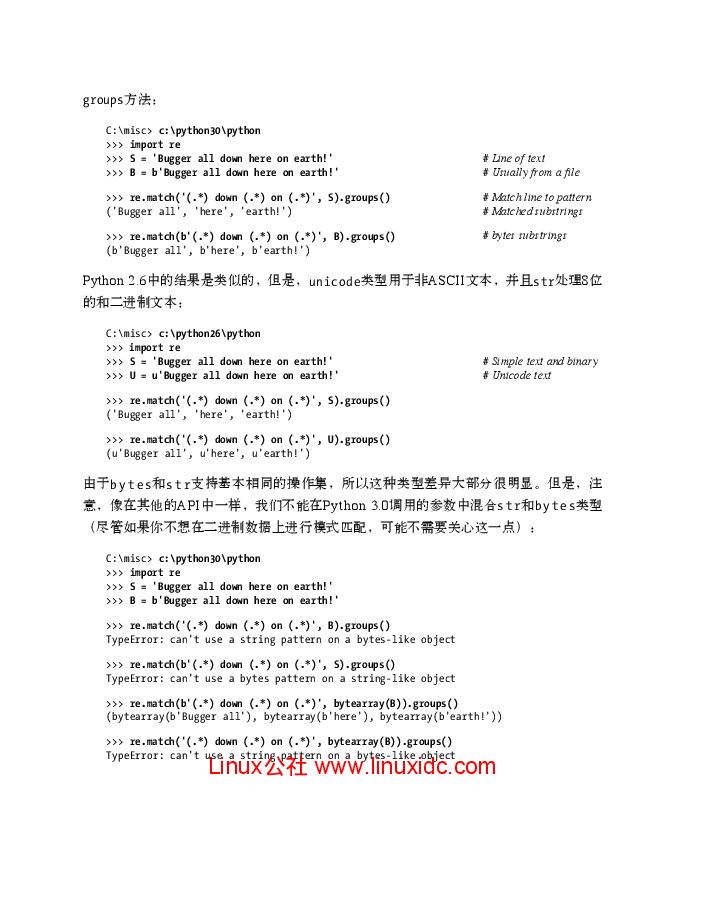 groups方法：
C:\misc> c:\python30\python
>>> import re
>>> S = 'Bugger all down here on earth!' # Line of text
>>> B = b'Bugger all down here on earth!' # Usually from a file
>>> re.match('(.*) down (.*) on (.*)', S).groups() # Match line to pattern
('Bugger all', 'here', 'earth!') # Matched substrings
>>> re.match(b'(.*) down (.*) on (.*)', B).groups() # bytes substrings
(b'Bugger all', b'here', b'earth!')
Python 2.6中的结果是类似的，但是，unicode类型用于非ASCII文本，并且str处理8位
的和二进制文本：
C:\misc> c:\python26\python
>>> import re
>>> S = 'Bugger all down here on earth!' # Simple text and binary
>>> U = u'Bugger all down here on earth!' # Unicode text
>>> re.match('(.*) down (.*) on (.*)', S).groups()
('Bugger all', 'here', 'earth!')
>>> re.match('(.*) down (.*) on (.*)', U).groups()
(u'Bugger all', u'here', u'earth!')
由于bytes和str支持基本相同的操作集，所以这种类型差异大部分很明显。但是，注
意，像在其他的API中一样，我们不能在Python 3.0调用的参数中混合str和bytes类型
（尽管如果你不想在二进制数据上进行模式匹配，可能不需要关心这一点）：
C:\misc> c:\python30\python
>>> import re
>>> S = 'Bugger all down here on earth!'
>>> B = b'Bugger all down here on earth!'
>>> re.match('(.*) down (.*) on (.*)', B).groups()
TypeError: can't use a string pattern on a bytes-like object
>>> re.match(b'(.*) down (.*) on (.*)', S).groups()
TypeError: can't use a bytes pattern on a string-like object
>>> re.match(b'(.*) down (.*) on (.*)', bytearray(B)).groups()
(bytearray(b'Bugger all'), bytearray(b'here'), bytearray(b'earth!'))
>>> re.match('(.*) down (.*) on (.*)', bytearray(B)).groups()
TypeError: can't use a string pattern on a bytes-like object
Linux公社 www.linuxidc.com